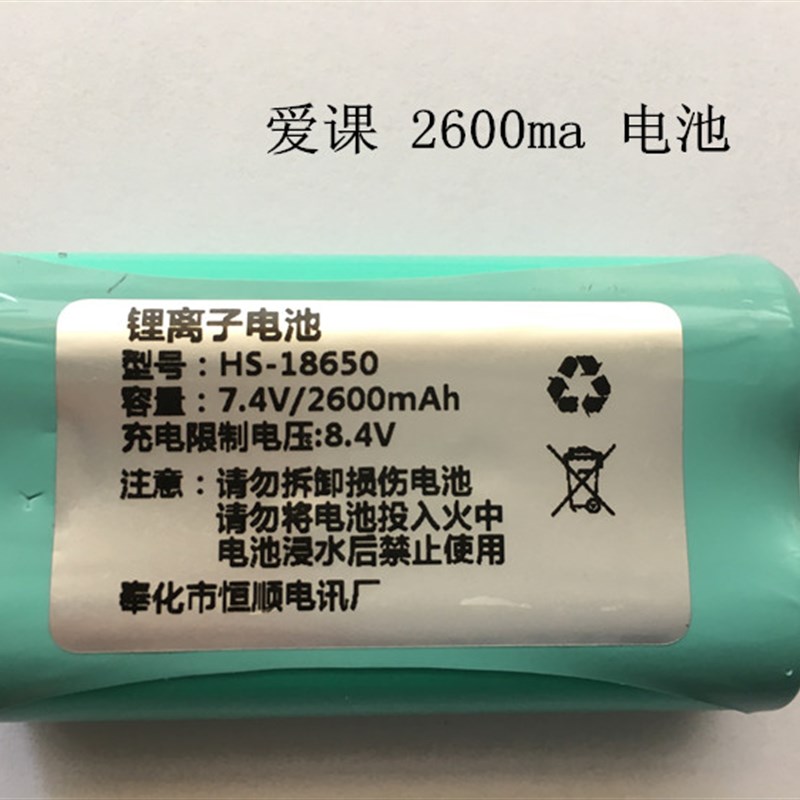 爱课 2600ma 电池
锂离子电池
型号：HS-18650
容量：7.4V/2600mAh
充电限制电压:8.4V
注意：请勿拆卸损伤电池
请勿将电池投入火中
电池浸水后禁止使用
奉化市恒顺电讯厂